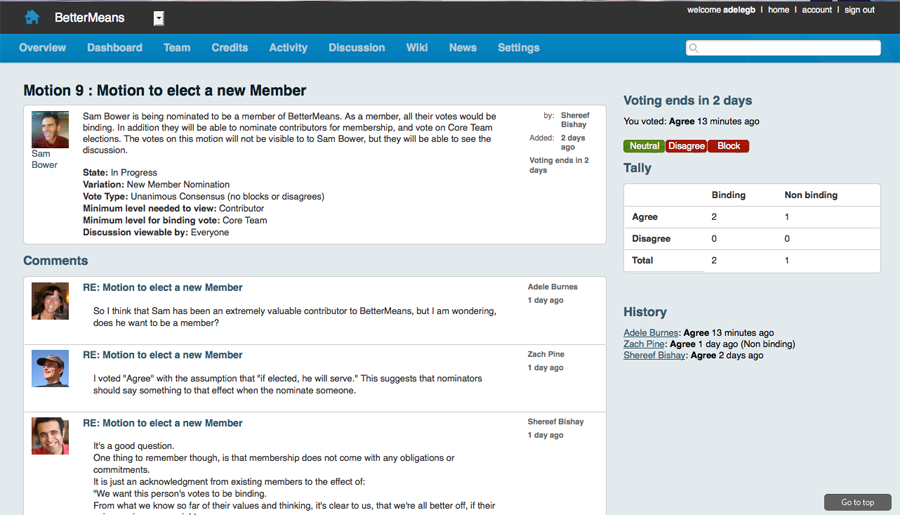 BetterMeans
welcome adelegb | home | account | sign out
Overview Dashboard Team Credits Activity Discussion Wiki News Settings
Motion 9 : Motion to elect a new Member
Sam Bower
Sam Bower is being nominated to be a member of BetterMeans. As a member, all their votes would be
binding. In addition they will be able to nominate contributors for membership, and vote on Core Team
elections. The votes on this motion will not be visible to to Sam Bower, but they will be able to see the
discussion.
State: In Progress
Variation: New Member Nomination
Vote Type: Unanimous Consensus (no blocks or disagrees)
Minimum level needed to view: Contributor
Minimum level for binding vote: Core Team
Discussion viewable by: Everyone
by: Shereef
Bishay
Added: 2 days
ago
Voting ends in 2
days
Comments
RE: Motion to elect a new Member
Adele Burnes
1 day ago
So I think that Sam has been an extremely valuable contributor to BetterMeans, but I am wondering,
does he want to be a member?
RE: Motion to elect a new Member
Zach Pine
1 day ago
I voted "Agree" with the assumption that "if elected, he will serve." This suggests that nominators
should say something to that effect when the nominate someone.
RE: Motion to elect a new Member
Shereef Bishay
1 day ago
It's a good question.
One thing to remember though, is that membership does not come with any obligations or
commitments.
It is just an acknowledgment from existing members to the effect of:
"We want this person's votes to be binding.
From what we know so far of their values and thinking, it's clear to us, that we're all better off, if their
Voting ends in 2 days
You voted: Agree 13 minutes ago
Neutral Disagree Block
Tally
Binding Non binding
Agree 2 1
Disagree 0 0
Total 2 1
History
Adele Burnes: Agree 13 minutes ago
Zach Pine: Agree 1 day ago (Non binding)
Shereef Bishay: Agree 2 days ago
Go to top